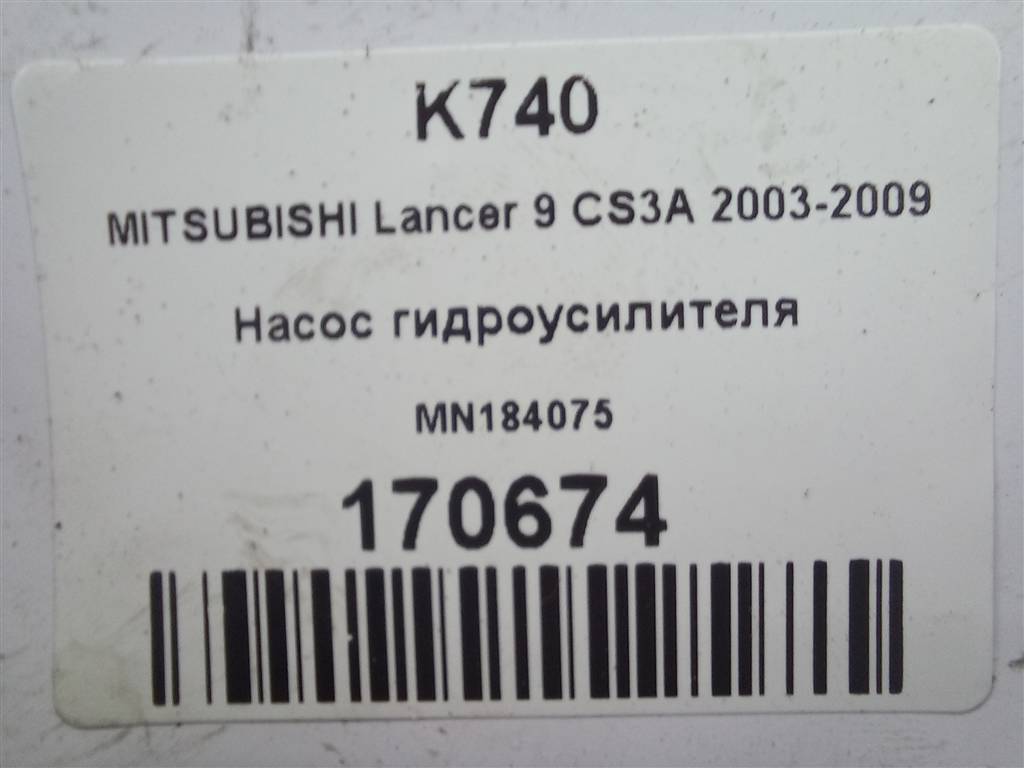 K740
MITSUBISHI Lancer 9 CS3A 2003-2009
Насос гидроусилителя
MN184075
170674